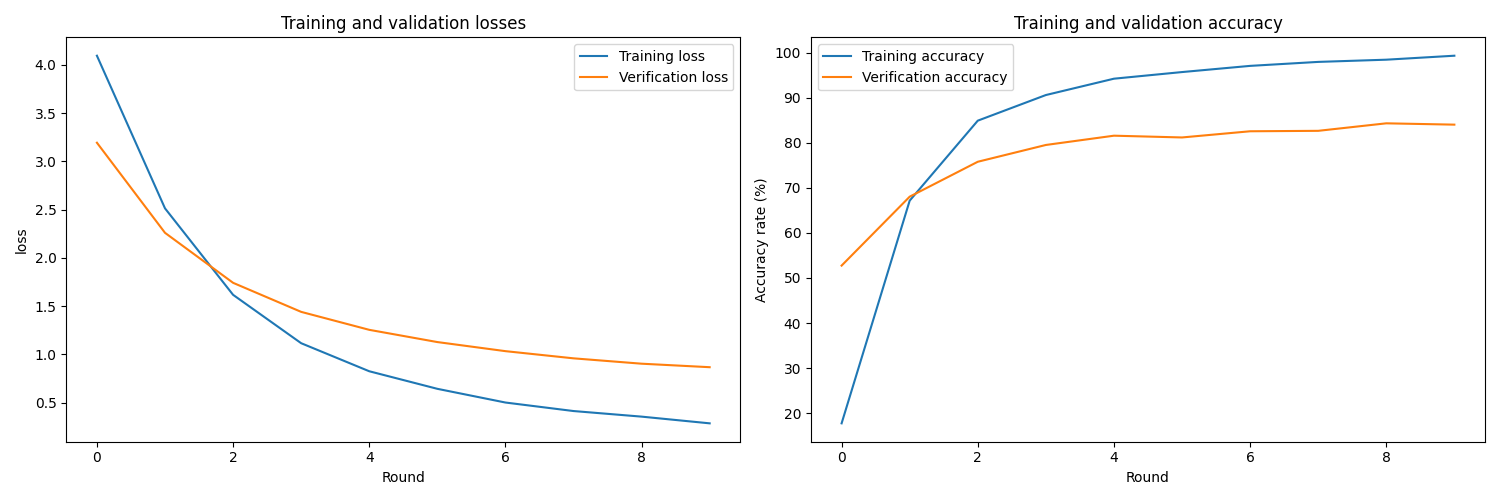 Training and validation losses
Training loss
Verification loss
loss
4.0
3.5
3.0
2.5
2.0
1.5
1.0
0.5
0 2 4 6 8
Round
Training and validation accuracy
Training accuracy
Verification accuracy
Accuracy rate (%)
100
90
80
70
60
50
40
30
20
0 2 4 6 8
Round